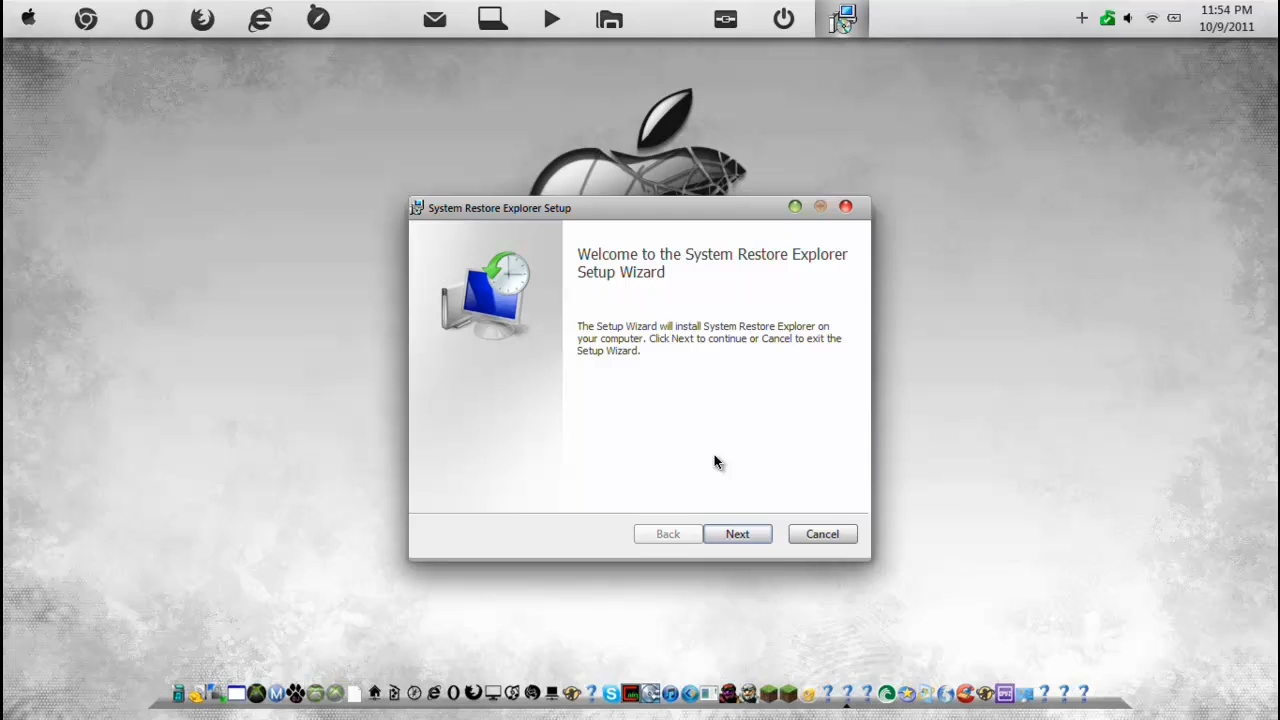 11:54 PM
10/9/2011
System Restore Explorer Setup
Welcome to the System Restore Explorer
Setup Wizard
The Setup Wizard will install System Restore Explorer on
your computer. Click Next to continue or Cancel to exit the
Setup Wizard.
Back
Next
Cancel